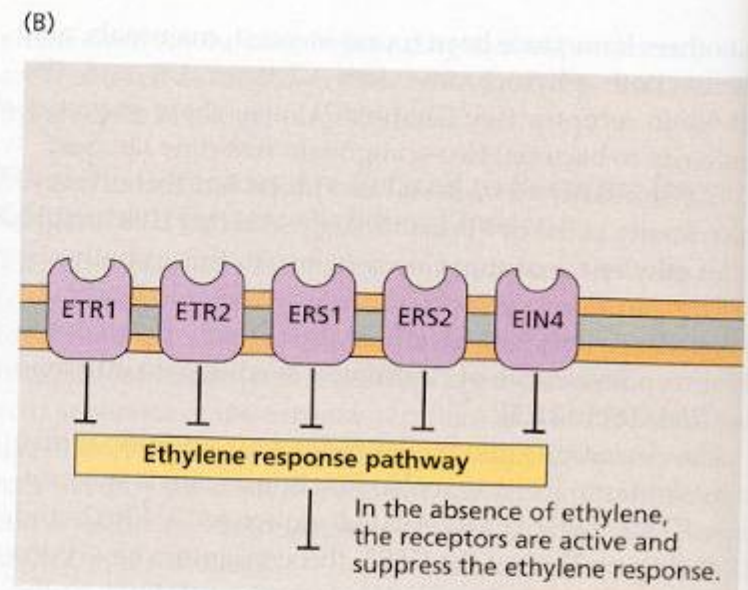 (B)
ETR1 ETR2 ERS1 ERS2 EIN4
Ethylene response pathway
In the absence of ethylene,
the receptors are active and
suppress the ethylene response.